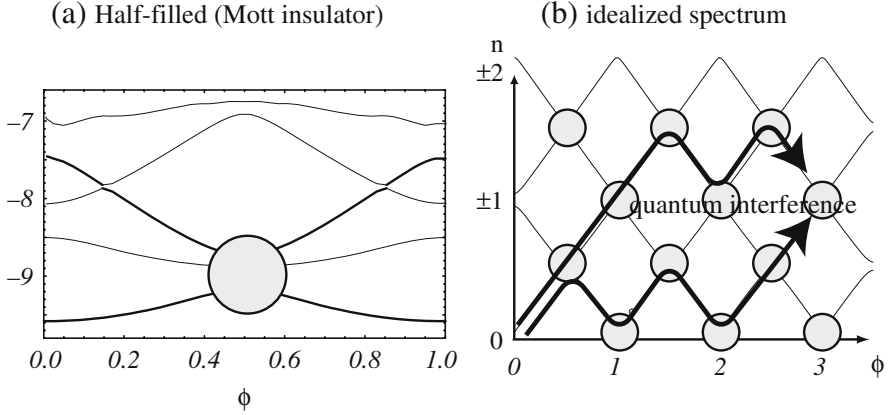 (a) Half-filled (Mott insulator)
−7
−8
−9
0.0 0.2 0.4 0.6 0.8 1.0
ϕ
(b) idealized spectrum
n
±2
±1
0
quantum interference
0 1 2 3 ϕ